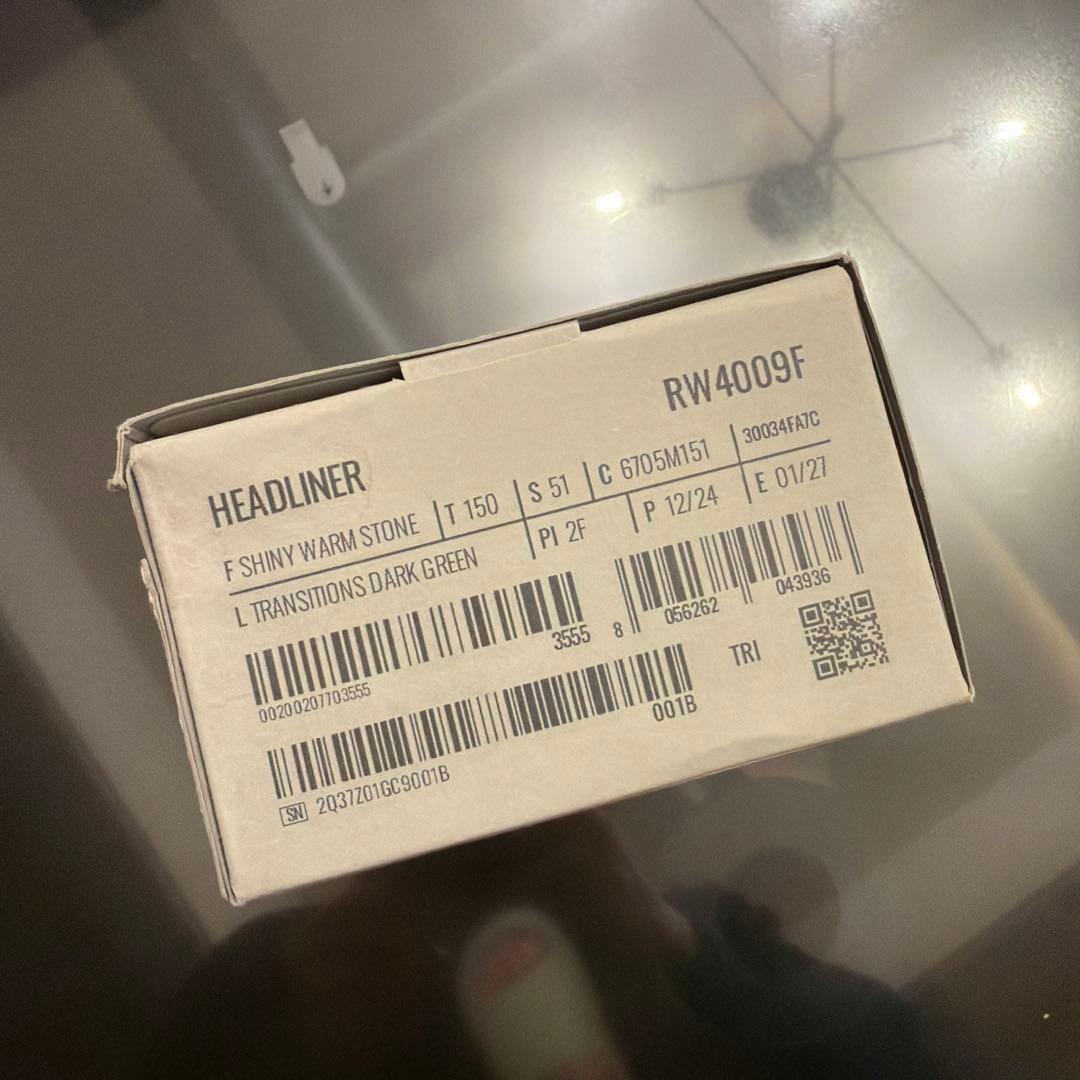 RW4009F
HEADLINER
F SHINY WARM STONE T 150 S 51 C 6705M151 30034FA7C
L TRANSITIONS DARK GREEN PI 2F P 12/24 E 01/27
3555
00200207703555
8 056262 043936
TRI
001B
SN 2Q37Z01GC9001B